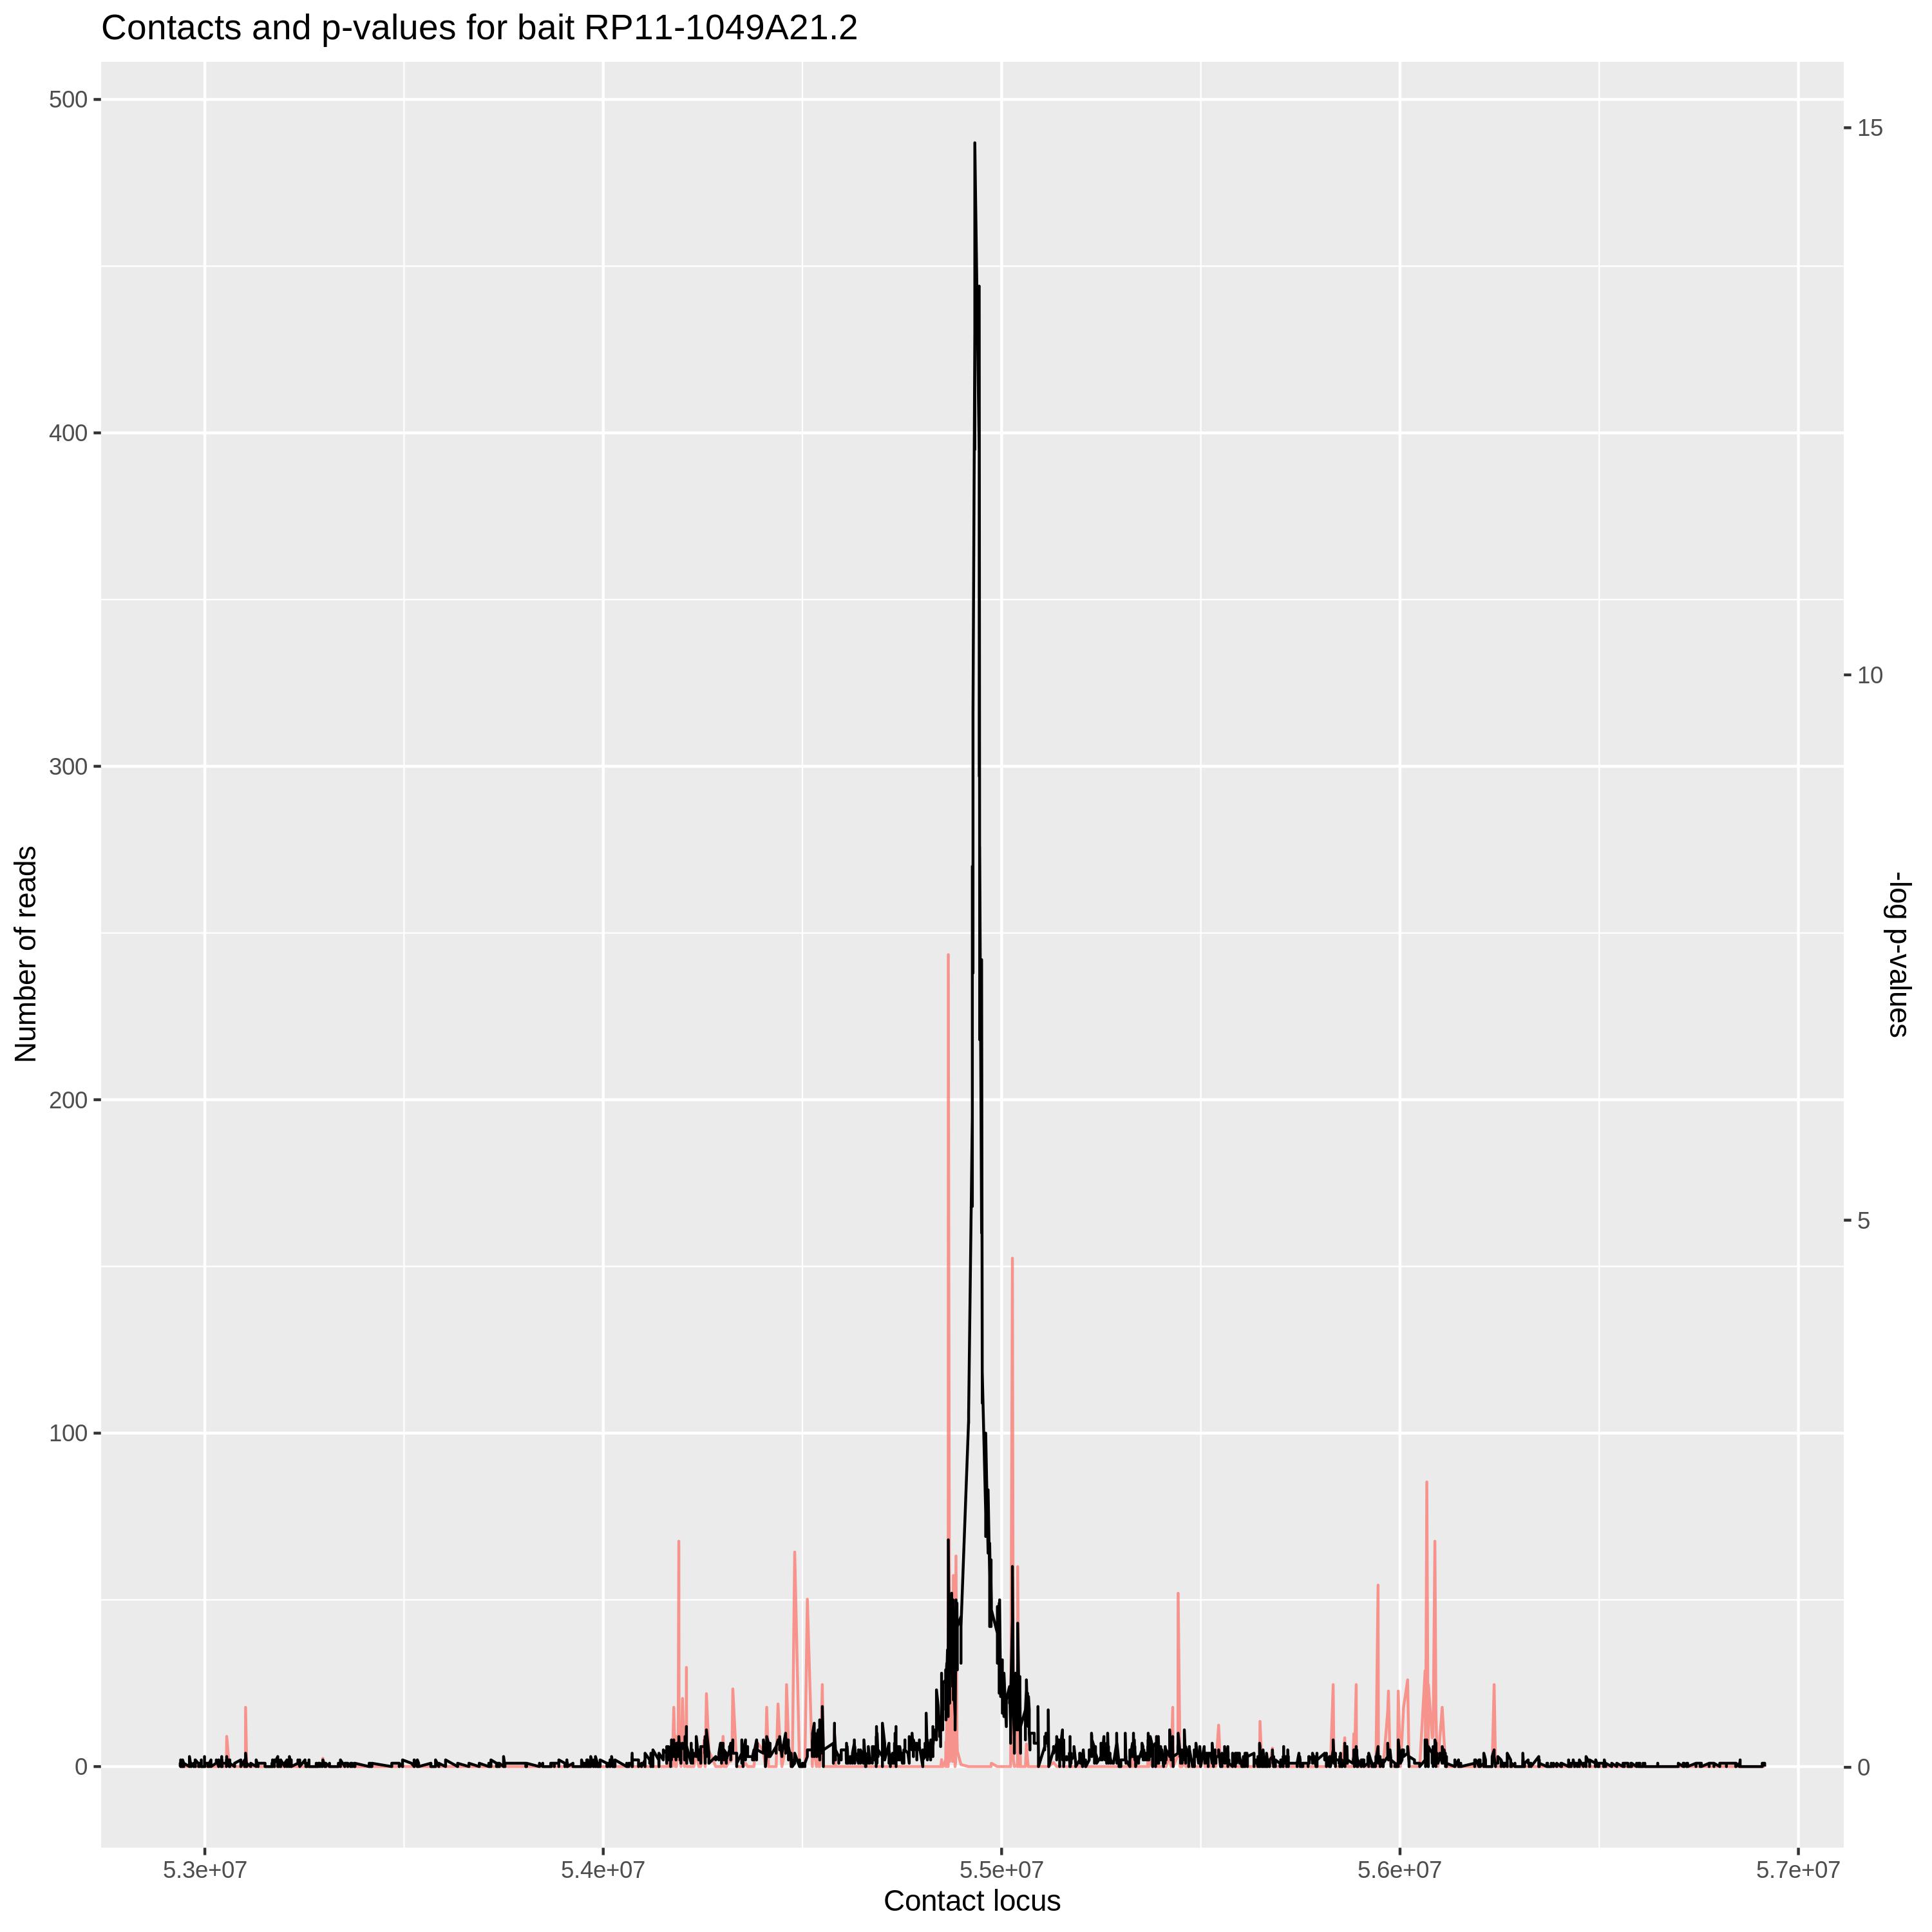 Contacts and p-values for bait RP11-1049A21.2
500
400
300
200
100
0
Number of reads
15
10
5
0
-log p-values
5.3e+07
5.4e+07
5.5e+07
5.6e+07
5.7e+07
Contact locus